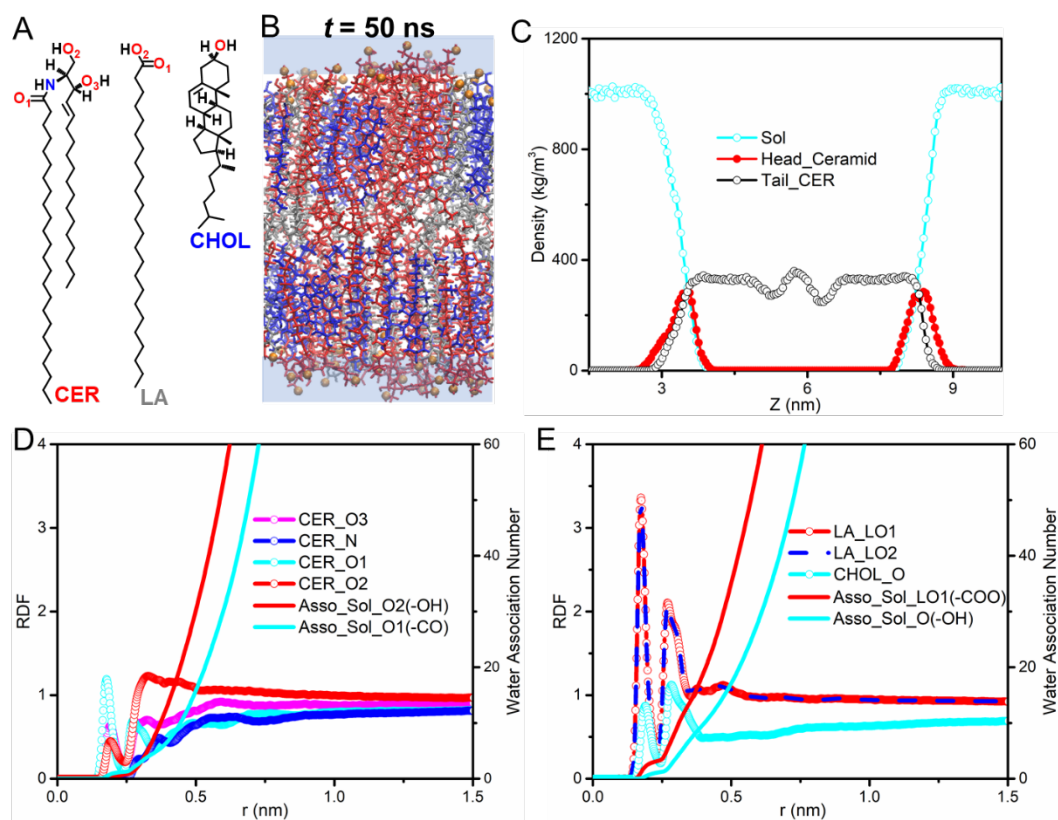 A
HO₂
O₁
H OH
HO₂
N
H
O₃
H
O₁
H
H
H
H
CER
LA
CHOL
B
t = 50 ns
C
1200
800
400
0
Density (kg/m³)
Sol
Head_Ceramid
Tail_CER
3
6
9
Z (nm)
D
4
3
2
1
0
RDF
CER_O3
CER_N
CER_O1
CER_O2
Asso_Sol_O2(-OH)
Asso_Sol_O1(-CO)
60
40
20
0
Water Association Number
0.0
0.5
1.0
1.5
r (nm)
E
4
3
2
1
0
RDF
LA_LO1
LA_LO2
CHOL_O
Asso_Sol_LO1(-COO)
Asso_Sol_O(-OH)
60
40
20
0
Water Association Number
0.0
0.5
1.0
1.5
r (nm)